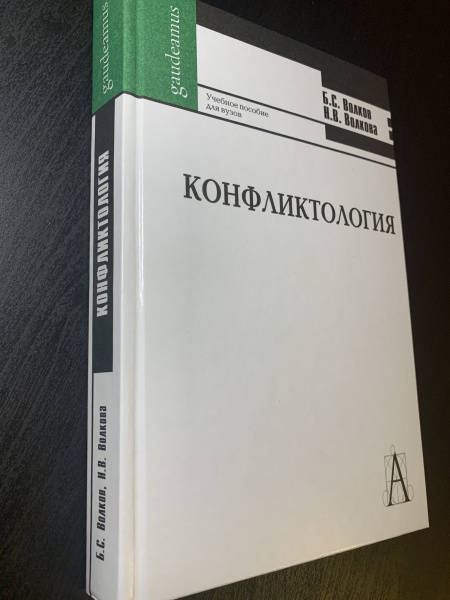 gaudeamus
КОНФЛИКТОЛОГИЯ
Б.С. Волков, Н.В. Волкова
gaudeamus
Учебное пособие
для вузов
Б.С. Волков
Н.В. Волкова
КОНФЛИКТОЛОГИЯ
А